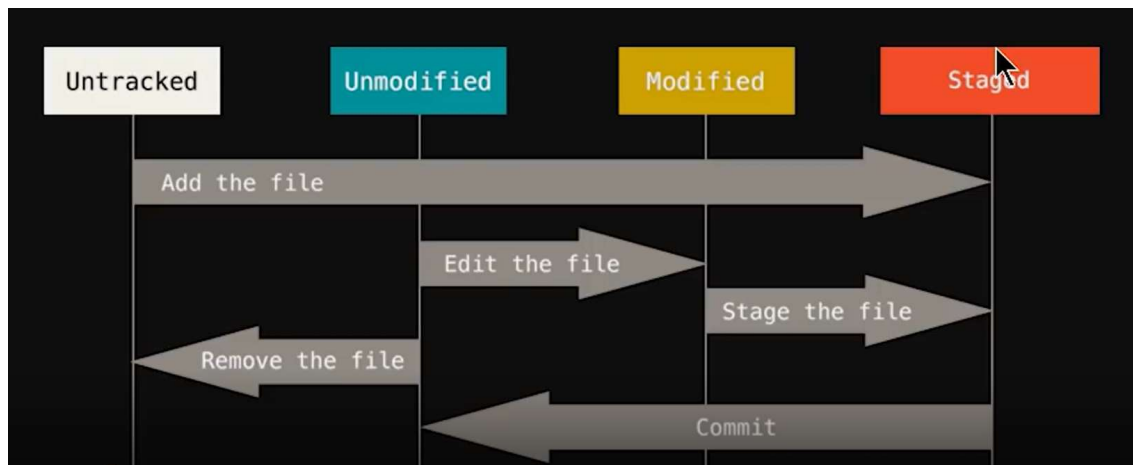 Untracked
Unmodified
Modified
Staged
Add the file
Edit the file
Stage the file
Remove the file
Commit